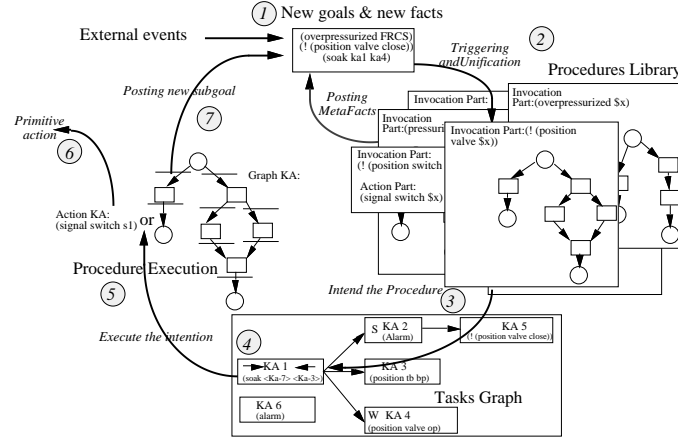 1 New goals & new facts
External events
(overpressurized FRCS)
(! (position valve close))
(soak ka1 ka4)
2
Triggering
andUnification
Procedures Library
Posting new subgoal
Posting
MetaFacts
7
Primitive
action
6
Invocation Part:
Invocation
Part:(overpressurized $x)
Invocation
Part:(pressuri
Invocation Part:(! (position
valve $x))
Invocation Part:
(! (position switch
Action Part:
(signal switch $x)
Graph KA:
Action KA:
(signal switch s1)
or
Procedure Execution
5
Intend the Procedure
3
Execute the intention
4
S KA 2
(Alarm)
KA 5
(! (position valve close))
KA 1
(soak <Ka-7> <Ka-3>)
KA 3
(position tb bp)
Tasks Graph
KA 6
(alarm)
W KA 4
(position valve op)